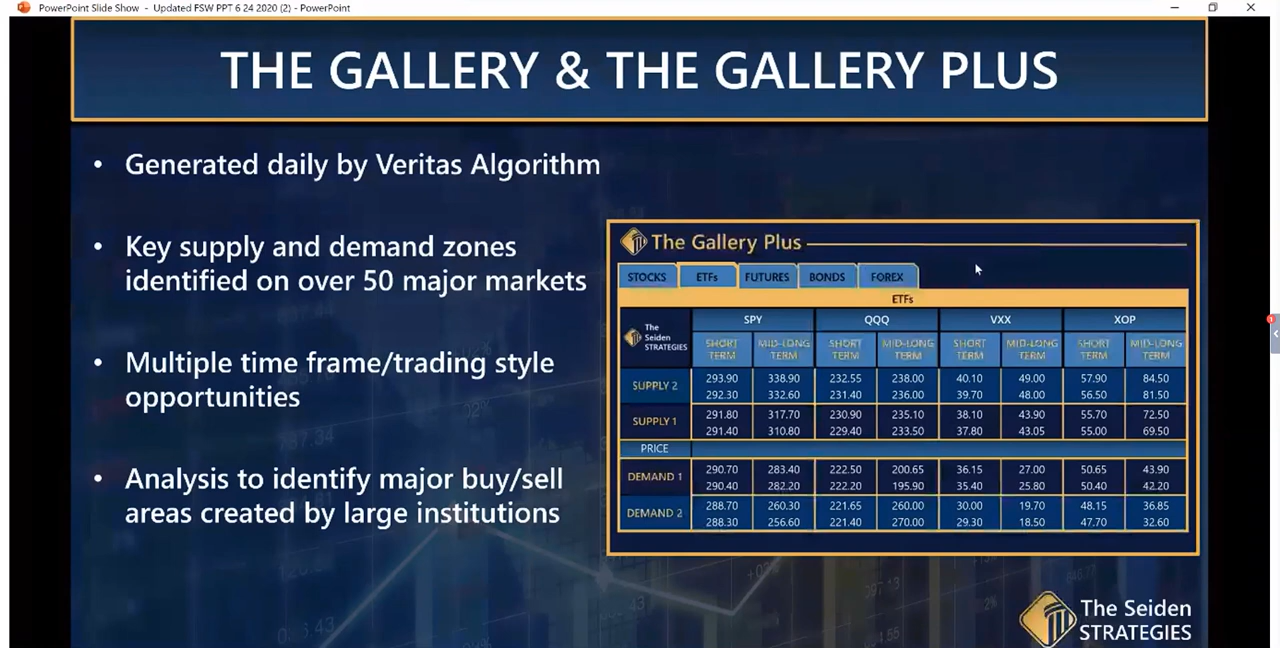 PowerPoint Slide Show - Updated FSW PPT 6 24 2020 (2) - PowerPoint
THE GALLERY & THE GALLERY PLUS
• Generated daily by Veritas Algorithm
• Key supply and demand zones
identified on over 50 major markets
• Multiple time frame/trading style
opportunities
• Analysis to identify major buy/sell
areas created by large institutions
The Gallery Plus
STOCKS ETFs FUTURES BONDS FOREX
ETFs
The
Seiden
STRATEGIES
SPY QQQ VXX XOP
SHORT MID-LONG SHORT MID-LONG SHORT MID-LONG SHORT MID-LONG
TERM TERM TERM TERM TERM TERM TERM TERM
SUPPLY 2
293.90 338.90 232.55 238.00 40.10 49.00 57.90 84.50
292.30 332.60 231.40 236.00 39.70 48.00 56.50 81.50
SUPPLY 1
291.80 317.70 230.90 235.10 38.10 43.90 55.70 72.50
291.40 310.80 229.40 233.50 37.80 43.05 55.00 69.50
PRICE
DEMAND 1
290.70 283.40 222.50 200.65 36.15 27.00 50.65 43.90
290.40 282.20 222.20 195.90 35.40 25.80 50.40 42.20
DEMAND 2
288.70 260.30 221.65 260.00 30.00 19.70 48.15 36.85
288.30 256.60 221.40 270.00 29.30 18.50 47.70 32.60
The Seiden
STRATEGIES